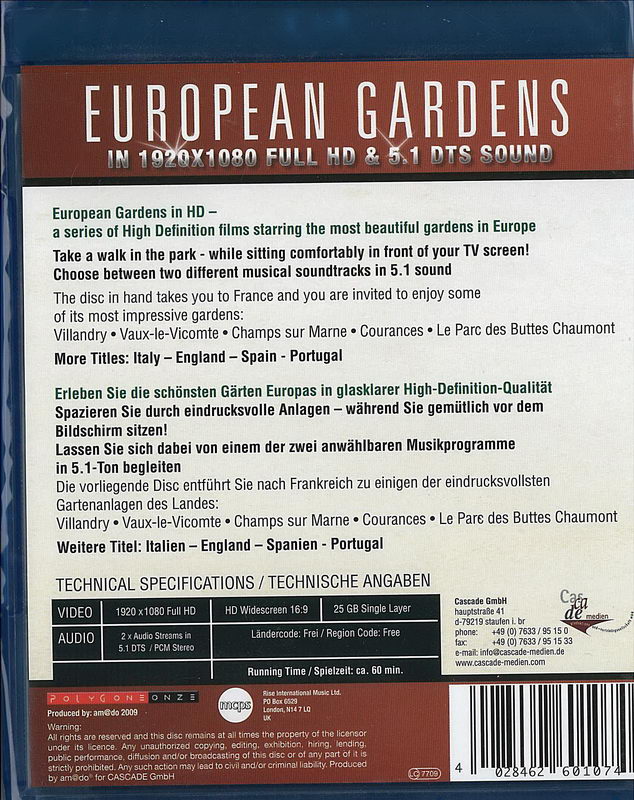 EUROPEAN GARDENS
IN 1920X1080 FULL HD & 5.1 DTS SOUND
European Gardens in HD –
a series of High Definition films starring the most beautiful gardens in Europe
Take a walk in the park - while sitting comfortably in front of your TV screen!
Choose between two different musical soundtracks in 5.1 sound
The disc in hand takes you to France and you are invited to enjoy some
of its most impressive gardens:
Villandry • Vaux-le-Vicomte • Champs sur Marne • Courances • Le Parc des Buttes Chaumont
More Titles: Italy – England – Spain - Portugal
Erleben Sie die schönsten Gärten Europas in glasklarer High-Definition-Qualität
Spazieren Sie durch eindrucksvolle Anlagen – während Sie gemütlich vor dem
Bildschirm sitzen!
Lassen Sie sich dabei von einem der zwei anwählbaren Musikprogramme
in 5.1-Ton begleiten
Die vorliegende Disc entführt Sie nach Frankreich zu einigen der eindrucksvollsten
Gartenanlagen des Landes:
Villandry • Vaux-le-Vicomte • Champs sur Marne • Courances • Le Parc des Buttes Chaumont
Weitere Titel: Italien – England – Spanien - Portugal
TECHNICAL SPECIFICATIONS / TECHNISCHE ANGABEN
VIDEO 1920 x1080 Full HD HD Widescreen 16:9 25 GB Single Layer
AUDIO 2 x Audio Streams in
5.1 DTS / PCM Stereo
Ländercode: Frei / Region Code: Free
Running Time / Spielzeit: ca. 60 min.
Cascade GmbH
hauptstraße 41
d-79219 staufen i. br
phone: +49 (0) 7633 / 95 15 0
fax: +49 (0) 7633 / 95 15 33
e-mail: info@cascade-medien.com
www.cascade-medien.com
Cas
ca
de medien
POLYGONE ONZE
Produced by: am@do 2009
mcps
Rise International Music Ltd.
PO Box 6529
London, N14 7 LQ
UK
Warning:
All rights are reserved and this disc remains at all times the property of the licensor
under its licence. Any unauthorized copying, editing, exhibition, hiring, lending,
public performance, diffusion and/or broadcasting of this disc or any part of it is
strictly prohibited. Any such action may lead to civil and/or criminal liability. Produced
by am@do® for CASCADE GmbH
LC 7709
4 028462 601074